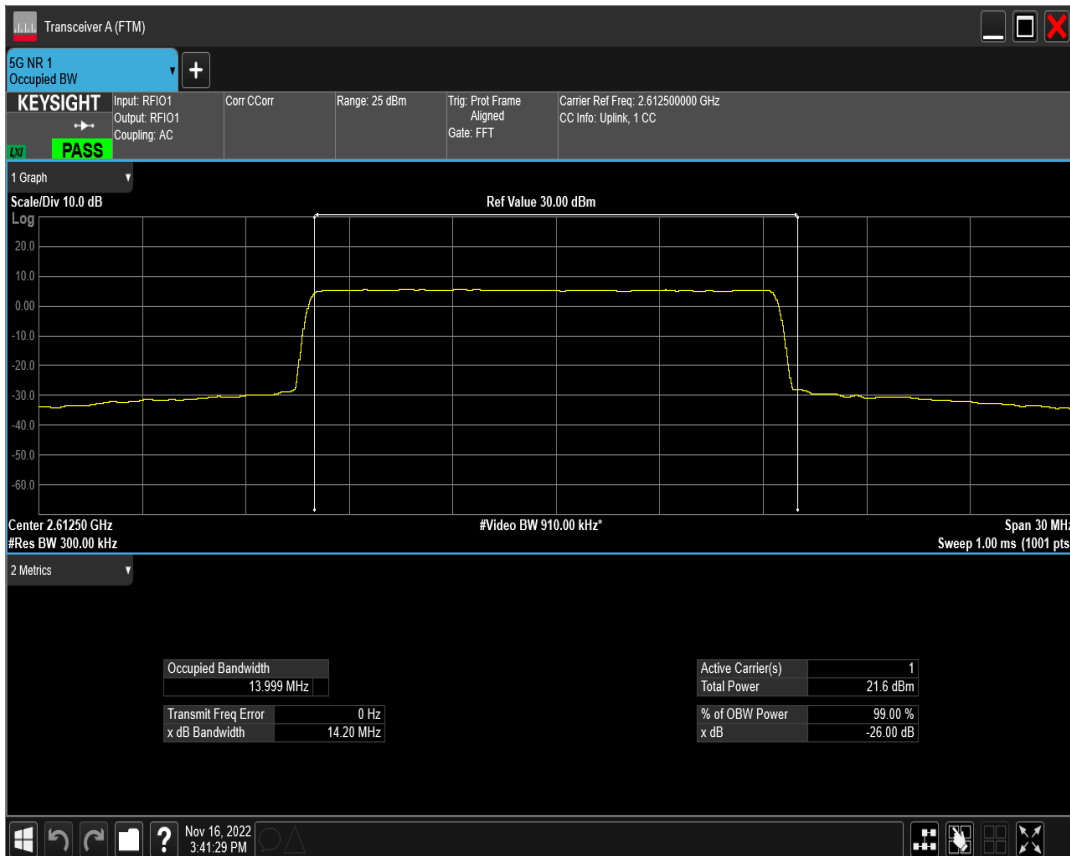 Transceiver A (FTM)
5G NR 1
Occupied BW
+
KEYSIGHT
Input: RFIO1
Output: RFIO1
Coupling: AC
Corr CCorr
Range: 25 dBm
Trig: Prot Frame
Aligned
Gate: FFT
Carrier Ref Freq: 2.612500000 GHz
CC Info: Uplink, 1 CC
LXI
PASS
1 Graph
Scale/Div 10.0 dB
Ref Value 30.00 dBm
Log
20.0
10.0
0.00
-10.0
-20.0
-30.0
-40.0
-50.0
-60.0
Center 2.61250 GHz
#Video BW 910.00 kHz*
Span 30 MHz
#Res BW 300.00 kHz
Sweep 1.00 ms (1001 pts
2 Metrics
Occupied Bandwidth
13.999 MHz
Transmit Freq Error 0 Hz
x dB Bandwidth 14.20 MHz
Active Carrier(s) 1
Total Power 21.6 dBm
% of OBW Power 99.00 %
x dB -26.00 dB
?
Nov 16, 2022
3:41:29 PM